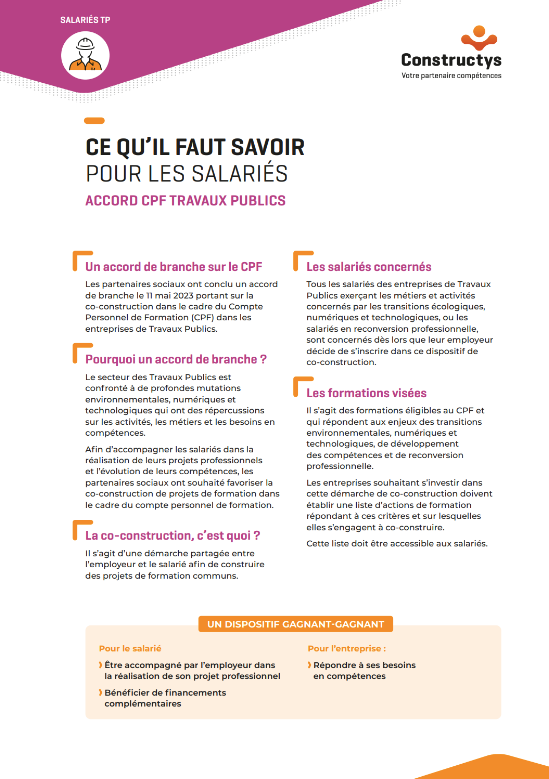 SALARIÉS TP
Constructys
Votre partenaire compétences
CE QU'IL FAUT SAVOIR
POUR LES SALARIÉS
ACCORD CPF TRAVAUX PUBLICS
Un accord de branche sur le CPF
Les partenaires sociaux ont conclu un accord
de branche le 11 mai 2023 portant sur la
co-construction dans le cadre du Compte
Personnel de Formation (CPF) dans les
entreprises de Travaux Publics.
Pourquoi un accord de branche ?
Le secteur des Travaux Publics est
confronté à de profondes mutations
environnementales, numériques et
technologiques qui ont des répercussions
sur les activités, les métiers et les besoins en
compétences.
Afin d'accompagner les salariés dans la
réalisation de leurs projets professionnels
et l'évolution de leurs compétences, les
partenaires sociaux ont souhaité favoriser la
co-construction de projets de formation dans
le cadre du compte personnel de formation.
La co-construction, c'est quoi ?
Il s'agit d'une démarche partagée entre
l'employeur et le salarié afin de construire
des projets de formation communs.
Les salariés concernés
Tous les salariés des entreprises de Travaux
Publics exerçant les métiers et activités
concernés par les transitions écologiques,
numériques et technologiques, ou les
salariés en reconversion professionnelle,
sont concernés dès lors que leur employeur
décide de s'inscrire dans ce dispositif de
co-construction.
Les formations visées
Il s'agit des formations éligibles au CPF et
qui répondent aux enjeux des transitions
environnementales, numériques et
technologiques, de développement
des compétences et de reconversion
professionnelle.
Les entreprises souhaitant s'investir dans
cette démarche de co-construction doivent
établir une liste d'actions de formation
répondant à ces critères et sur lesquelles
elles s'engagent à co-construire.
Cette liste doit être accessible aux salariés.
UN DISPOSITIF GAGNANT-GAGNANT
Pour le salarié
Être accompagné par l'employeur dans
la réalisation de son projet professionnel
Bénéficier de financements
complémentaires
Pour l'entreprise :
Répondre à ses besoins
en compétences